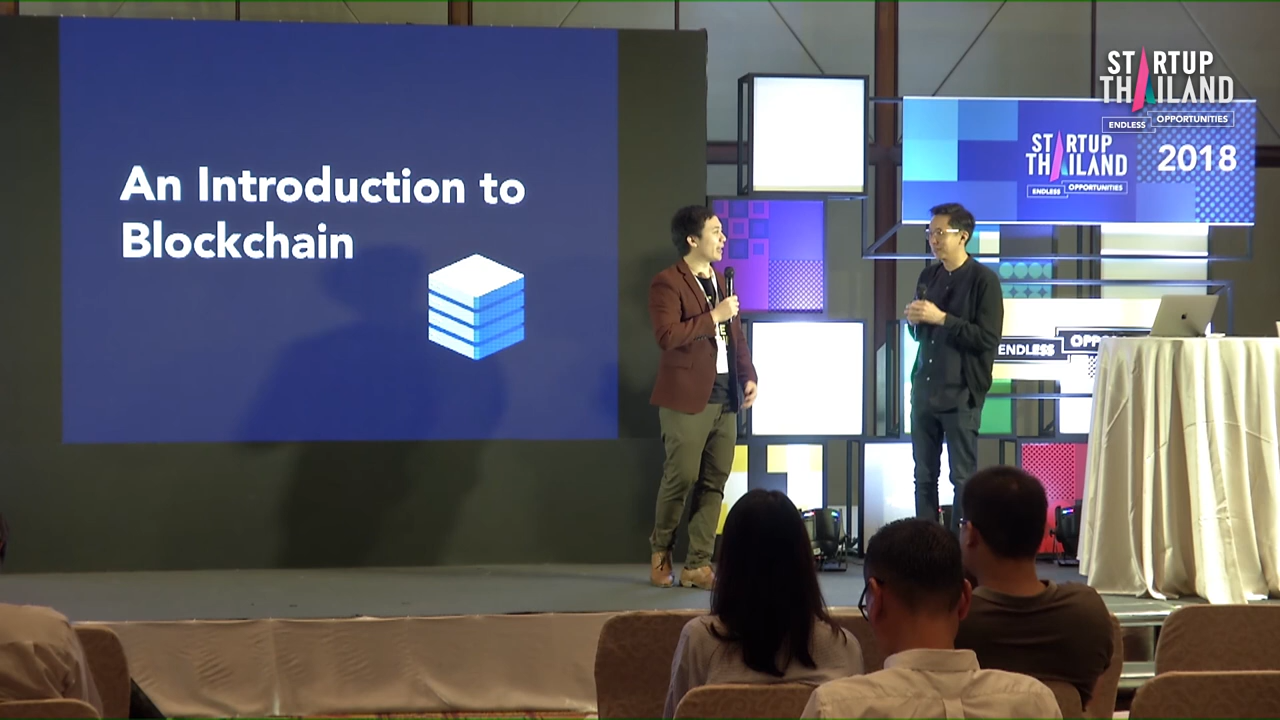 An Introduction to
Blockchain
STARTUP
THAILAND
ENDLESS OPPORTUNITIES
STARTUP
THAILAND
ENDLESS OPPORTUNITIES
2018
ENDLESS